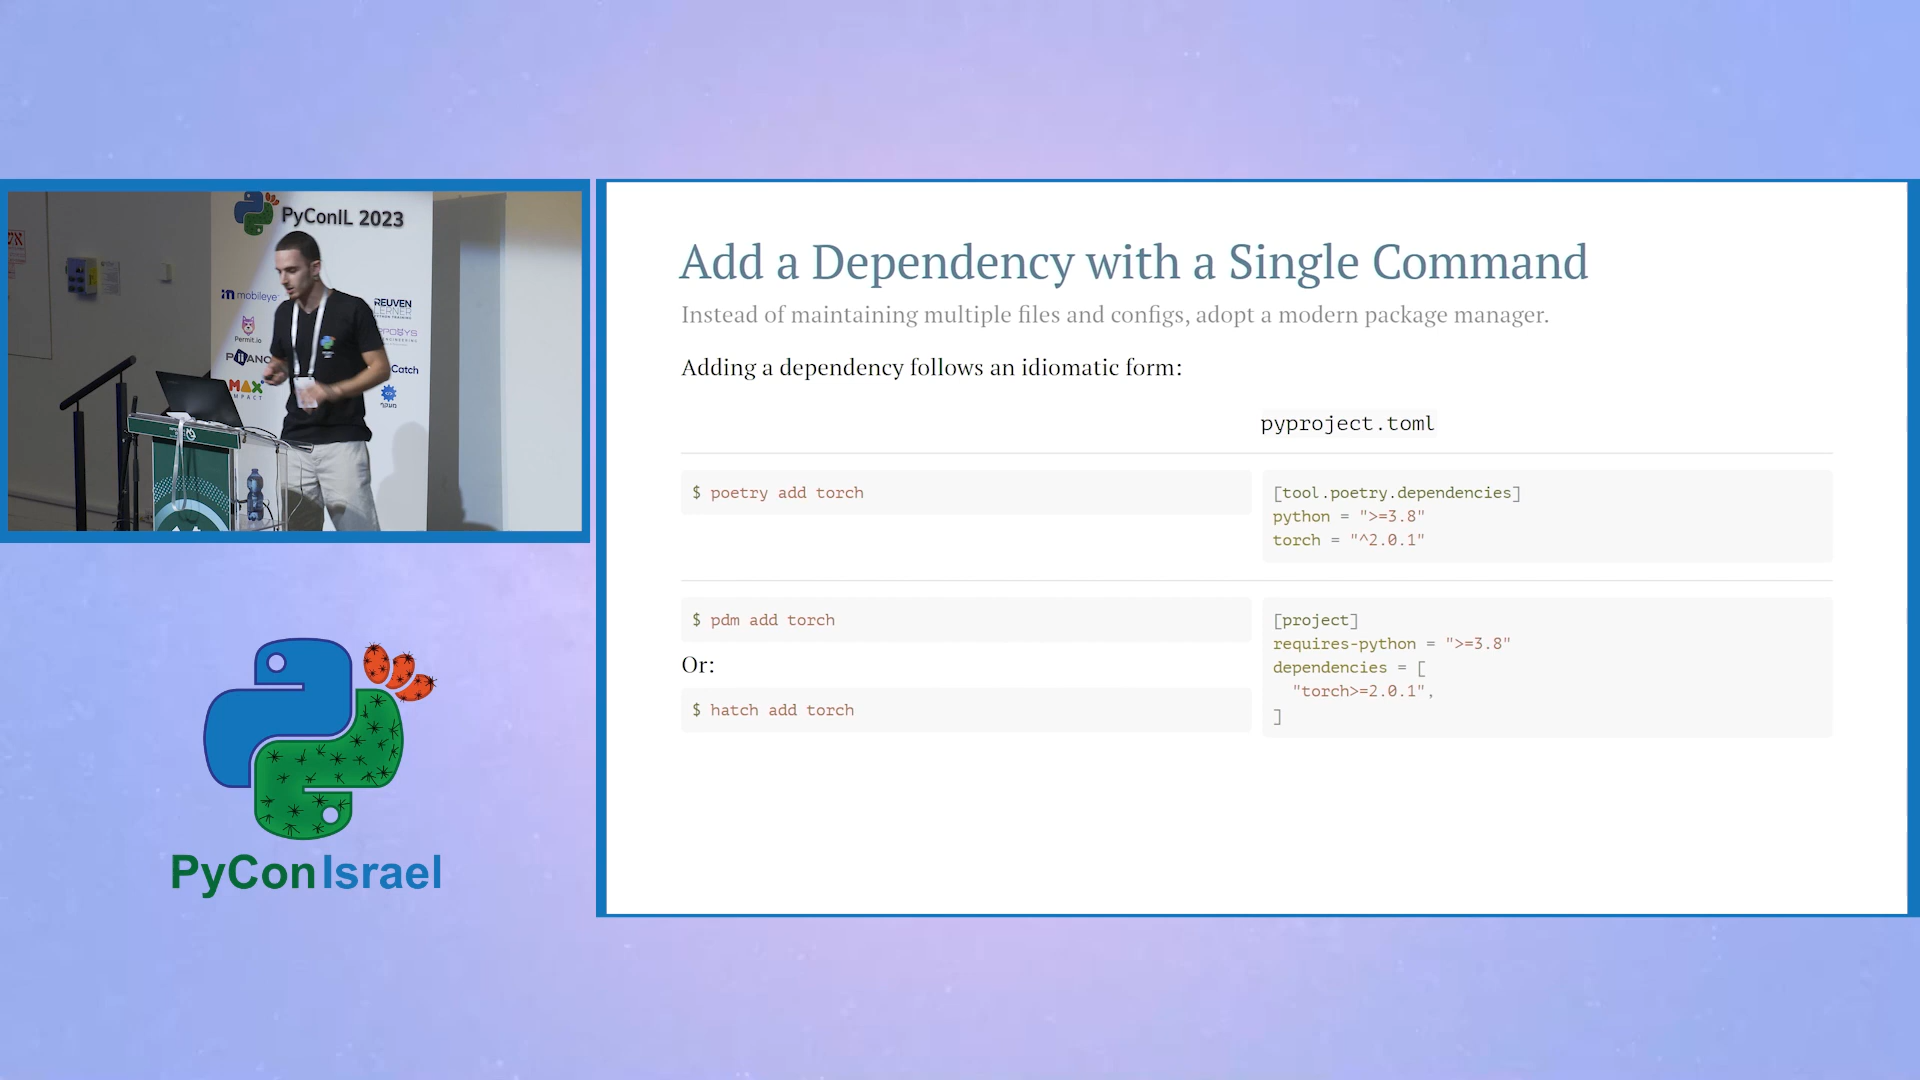 PyConIL 2023
mobileye
REUVEN
LERNER
Permit.io
Catch
MAX
IMPACT
PyConIsrael
Add a Dependency with a Single Command
Instead of maintaining multiple files and configs, adopt a modern package manager.
Adding a dependency follows an idiomatic form:
pyproject.toml
$ poetry add torch
[tool.poetry.dependencies]
python = ">=3.8"
torch = "^2.0.1"
$ pdm add torch
Or:
$ hatch add torch
[project]
requires-python = ">=3.8"
dependencies = [
"torch>=2.0.1",
]